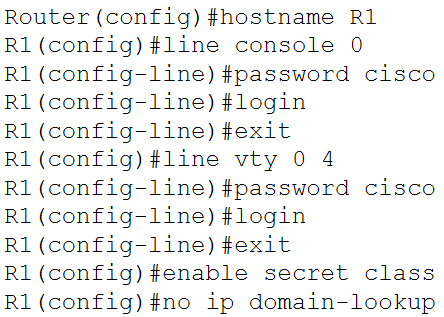 Router(config)#hostname R1
R1(config)#line console 0
R1(config-line)#password cisco
R1(config-line)#login
R1(config-line)#exit
R1(config)#line vty 0 4
R1(config-line)#password cisco
R1(config-line)#login
R1(config-line)#exit
R1(config)#enable secret class
R1(config)#no ip domain-lookup